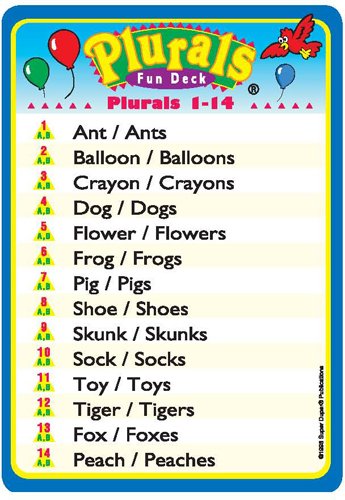 Plurals
Fun Deck
®
Plurals 1-14
1 A,B Ant / Ants
2 A,B Balloon / Balloons
3 A,B Crayon / Crayons
4 A,B Dog / Dogs
5 A,B Flower / Flowers
6 A,B Frog / Frogs
7 A,B Pig / Pigs
8 A,B Shoe / Shoes
9 A,B Skunk / Skunks
10 A,B Sock / Socks
11 A,B Toy / Toys
12 A,B Tiger / Tigers
13 A,B Fox / Foxes
14 A,B Peach / Peaches
©1998 Super Duper® Publications